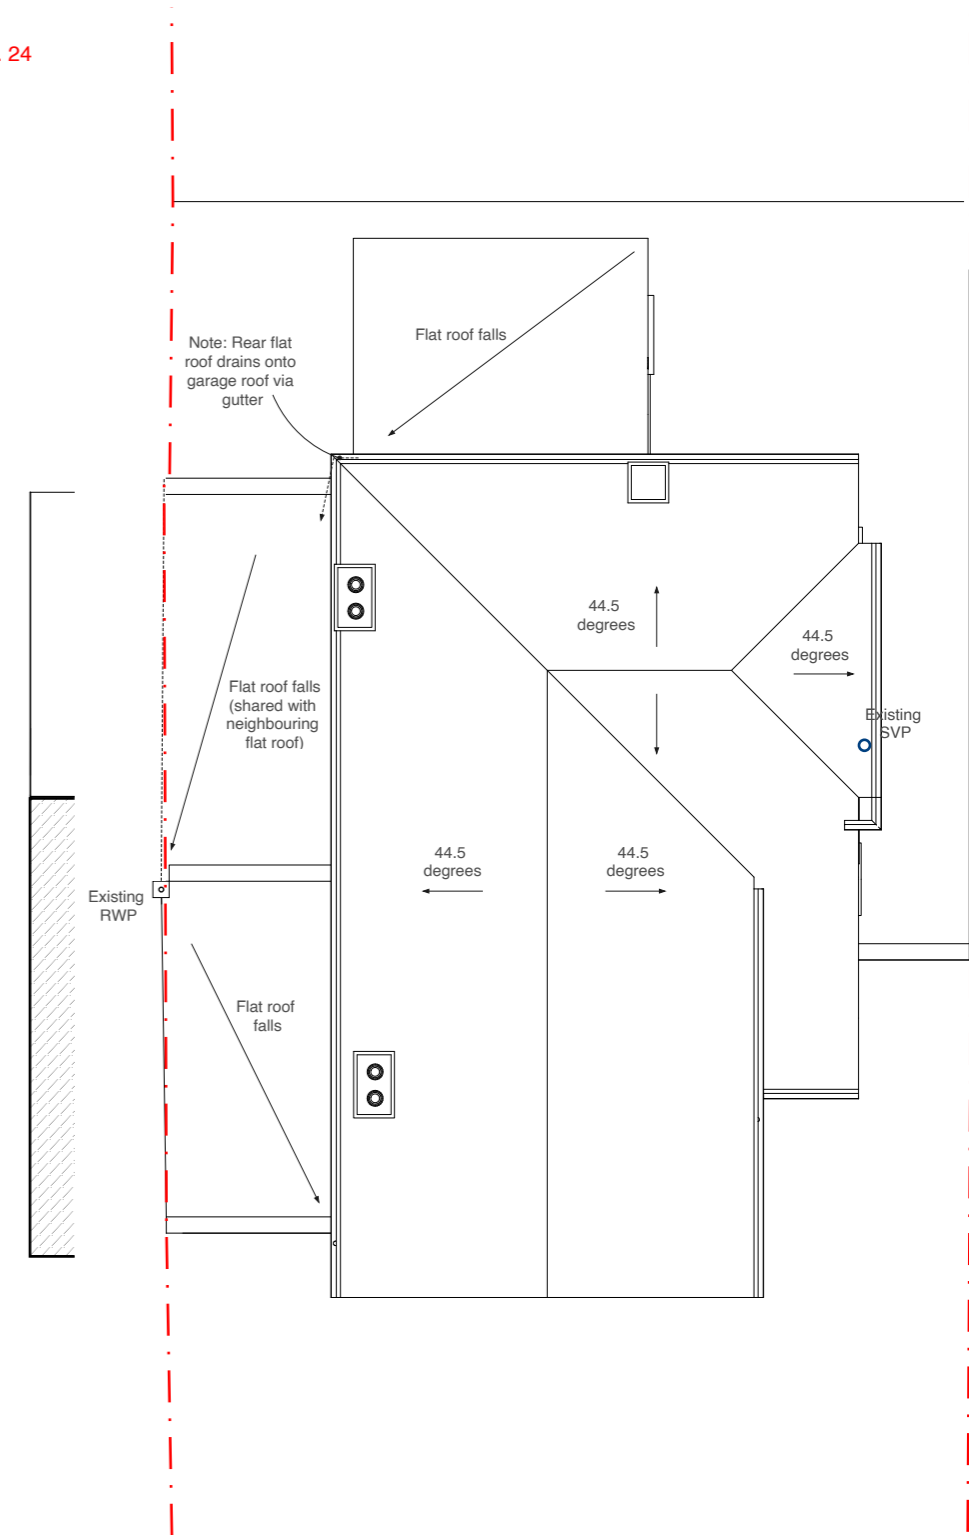 24
Flat roof falls
Note: Rear flat
roof drains onto
garage roof via
gutter
44.5
degrees
44.5
degrees
Flat roof falls
(shared with
neighbouring
flat roof)
Existing
SVP
44.5
degrees
44.5
degrees
Existing
RWP
Flat roof
falls